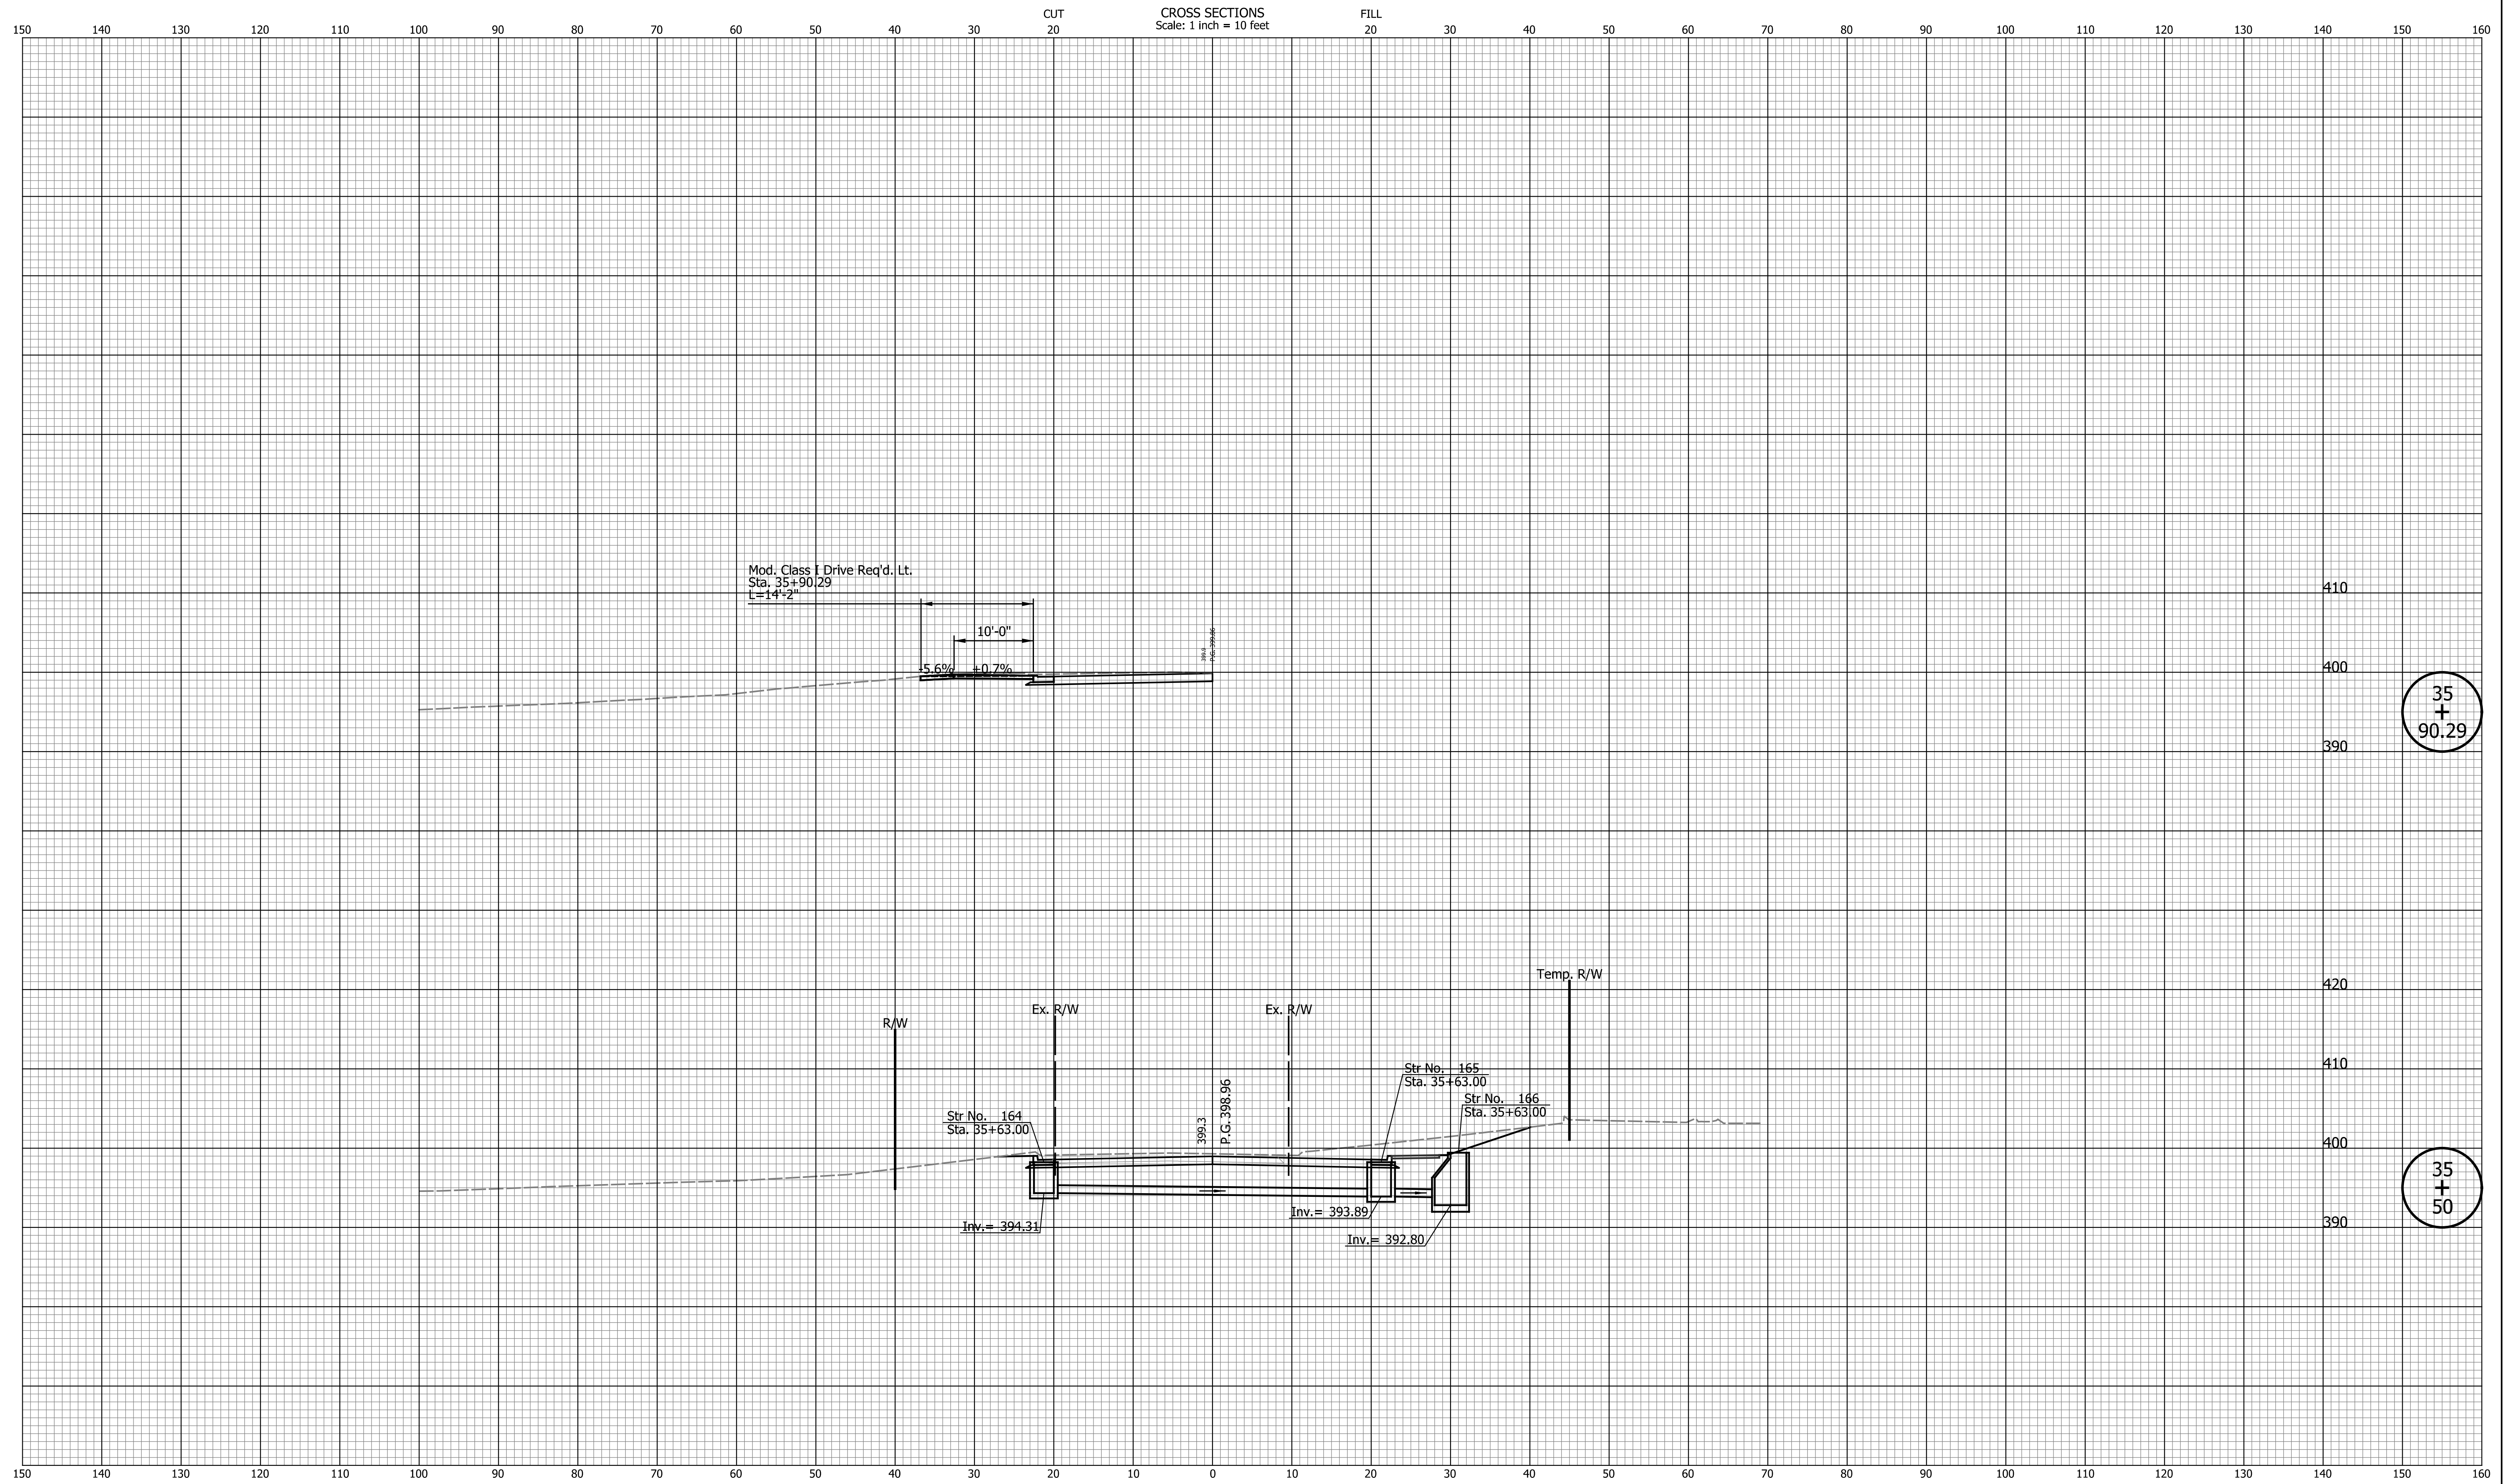 CUT
CROSS SECTIONS
FILL
Scale: 1 inch = 10 feet
150 140 130 120 110 100 90 80 70 60 50 40 30 20 20 30 40 50 60 70 80 90 100 110 120 130 140 150 160
Mod. Class I Drive Req'd. Lt.
Sta. 35+90.29
L=14'-2"
410
10'-0"
399.8
P.G. 399.86
-5.6% +0.7%
400
35
+
90.29
390
Temp. R/W
420
R/W
Ex. R/W
Ex. R/W
410
Str No. 165
Sta. 35+63.00
Str No. 166
Sta. 35+63.00
Str No. 164
Sta. 35+63.00
399.3
P.G. 398.96
400
35
+
50
Inv.= 394.31
Inv.= 393.89
Inv.= 392.80
390
150 140 130 120 110 100 90 80 70 60 50 40 30 20 10 0 10 20 30 40 50 60 70 80 90 100 110 120 130 140 150 160